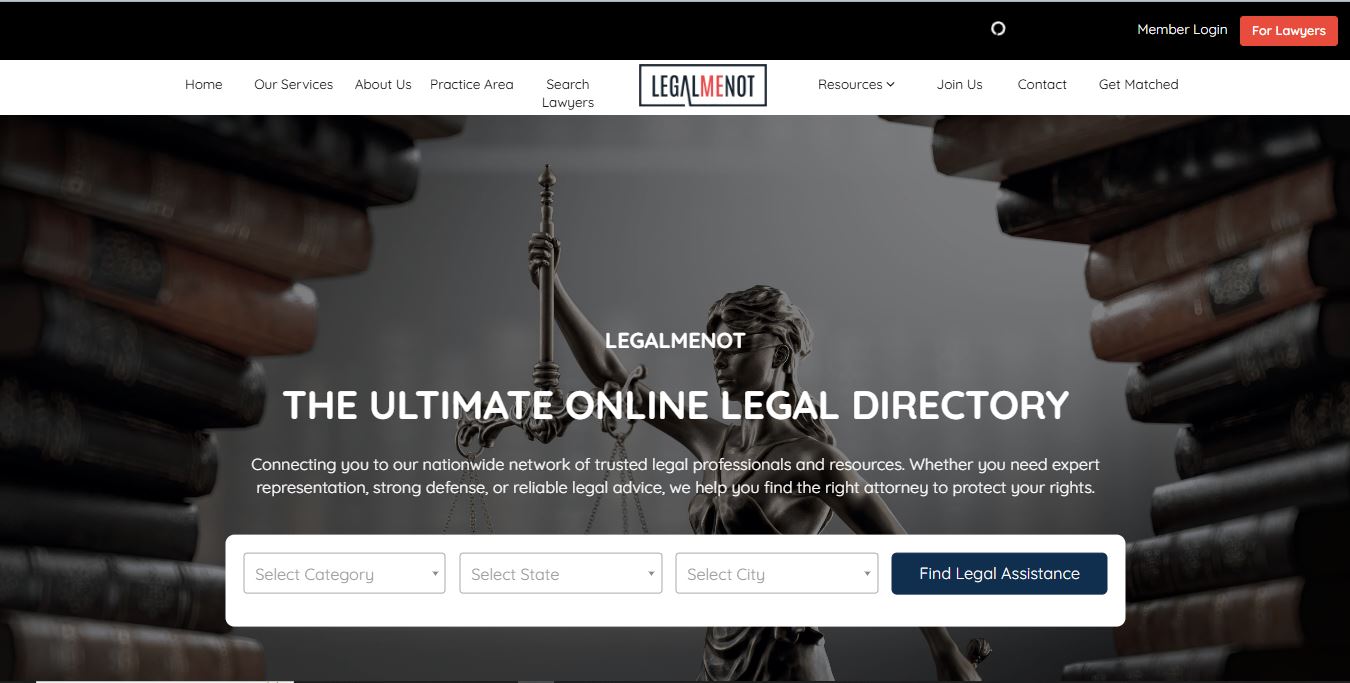 Member Login
For Lawyers
Home
Our Services
About Us
Practice Area
Search
Lawyers
LEGALMENOT
Resources
Join Us
Contact
Get Matched
LEGALMENOT
THE ULTIMATE ONLINE LEGAL DIRECTORY
Connecting you to our nationwide network of trusted legal professionals and resources. Whether you need expert
representation, strong defense, or reliable legal advice, we help you find the right attorney to protect your rights.
Select Category
Select State
Select City
Find Legal Assistance